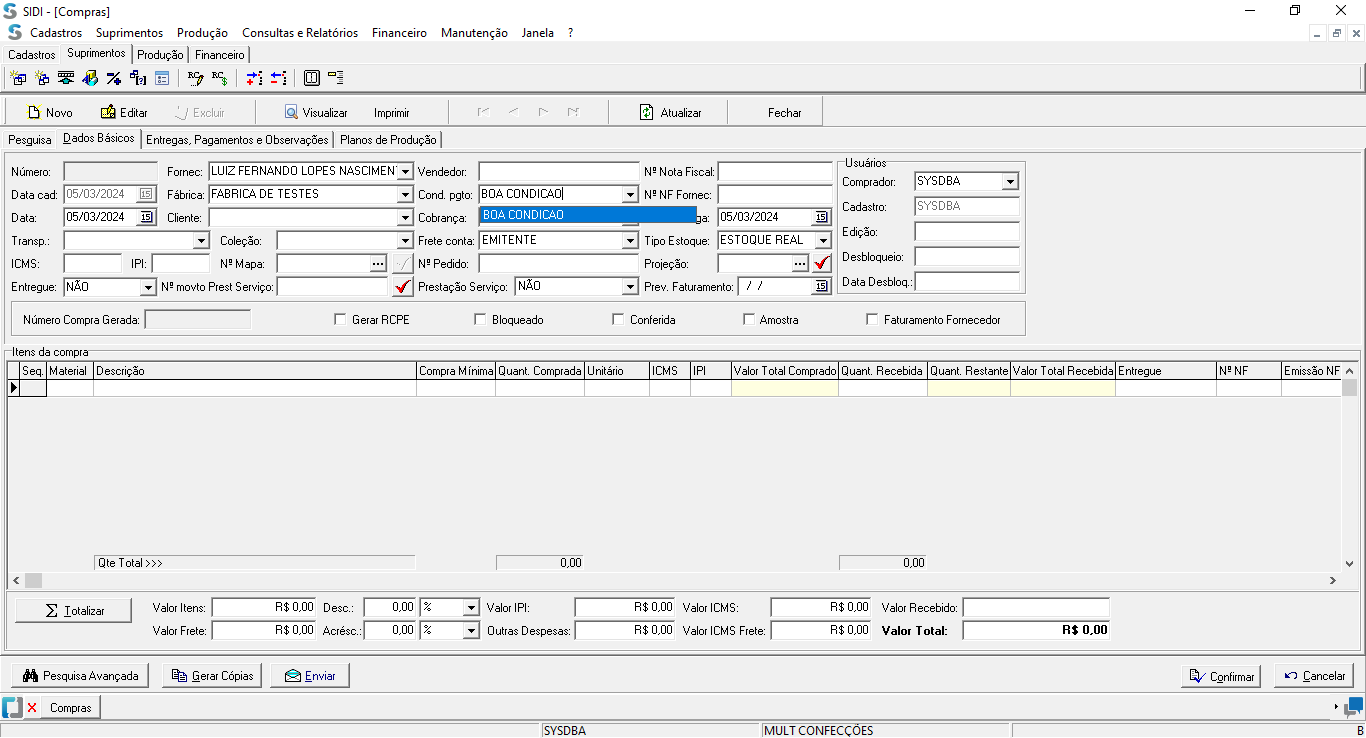 SIDI - [Compras]
Cadastros Suprimentos Produção Consultas e Relatórios Financeiro Manutenção Janela ?
Cadastros Suprimentos Produção Financeiro
Novo Editar Excluir Visualizar Imprimir Atualizar Fechar
Pesquisa Dados Básicos Entregas, Pagamentos e Observações Planos de Produção
Usuários
Número: Fornec: LUIZ FERNANDO LOPES NASCIMEN Vendedor: Nº Nota Fiscal: Comprador: SYSDBA
Data cad: 05/03/2024 15 Fábrica: FABRICA DE TESTES Cond. pgto: BOA CONDICAO Nº NF Fornec: Cadastro: SYSDBA
Data: 05/03/2024 15 Cliente: Cobrança: BOA CONDICAO ga: 05/03/2024 15
Edição:
Transp.: Coleção: Frete conta: EMITENTE Tipo Estoque: ESTOQUE REAL
Desbloqueio:
ICMS: IPI: Nº Mapa: ... Nº Pedido: Projeção: ...
Data Desbloq.:
Entregue: NÃO Nº movto Prest Serviço: Prestação Serviço: NÃO Prev. Faturamento: / / 15
Número Compra Gerada: Gerar RCPE Bloqueado Conferida Amostra Faturamento Fornecedor
Itens da compra
Seq. Material Descrição Compra Mínima Quant. Comprada Unitário ICMS IPI Valor Total Comprado Quant. Recebida Quant. Restante Valor Total Recebida Entregue Nº NF Emissão NF
Qte Total >>> 0,00 0,00
Σ Totalizar Valor Itens: R$ 0,00 Desc.: 0,00 % Valor IPI: R$ 0,00 Valor ICMS: R$ 0,00 Valor Recebido:
Valor Frete: R$ 0,00 Acrésc.: 0,00 % Outras Despesas: R$ 0,00 Valor ICMS Frete: R$ 0,00 Valor Total: R$ 0,00
Pesquisa Avançada Gerar Cópias Enviar Confirmar Cancelar
Compras
SYSDBA MULT CONFECÇÕES B